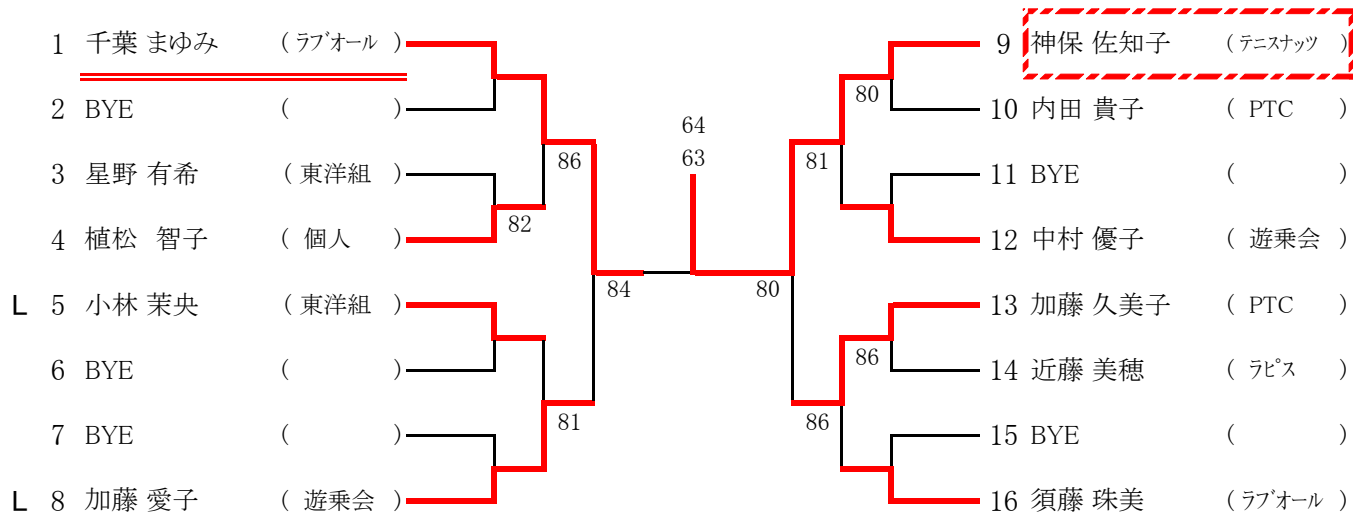 1 千葉 まゆみ ( ラブオール )
2 BYE ( )
3 星野 有希 ( 東洋組 )
4 植松 智子 ( 個人 )
L 5 小林 茉央 ( 東洋組 )
6 BYE ( )
7 BYE ( )
L 8 加藤 愛子 ( 遊乗会 )
86
82
84
81
64
63
80
81
80
86
86
9 神保 佐知子 ( テニスナッツ )
10 内田 貴子 ( PTC )
11 BYE ( )
12 中村 優子 ( 遊乗会 )
13 加藤 久美子 ( PTC )
14 近藤 美穂 ( ラピス )
15 BYE ( )
16 須藤 珠美 ( ラブオール )